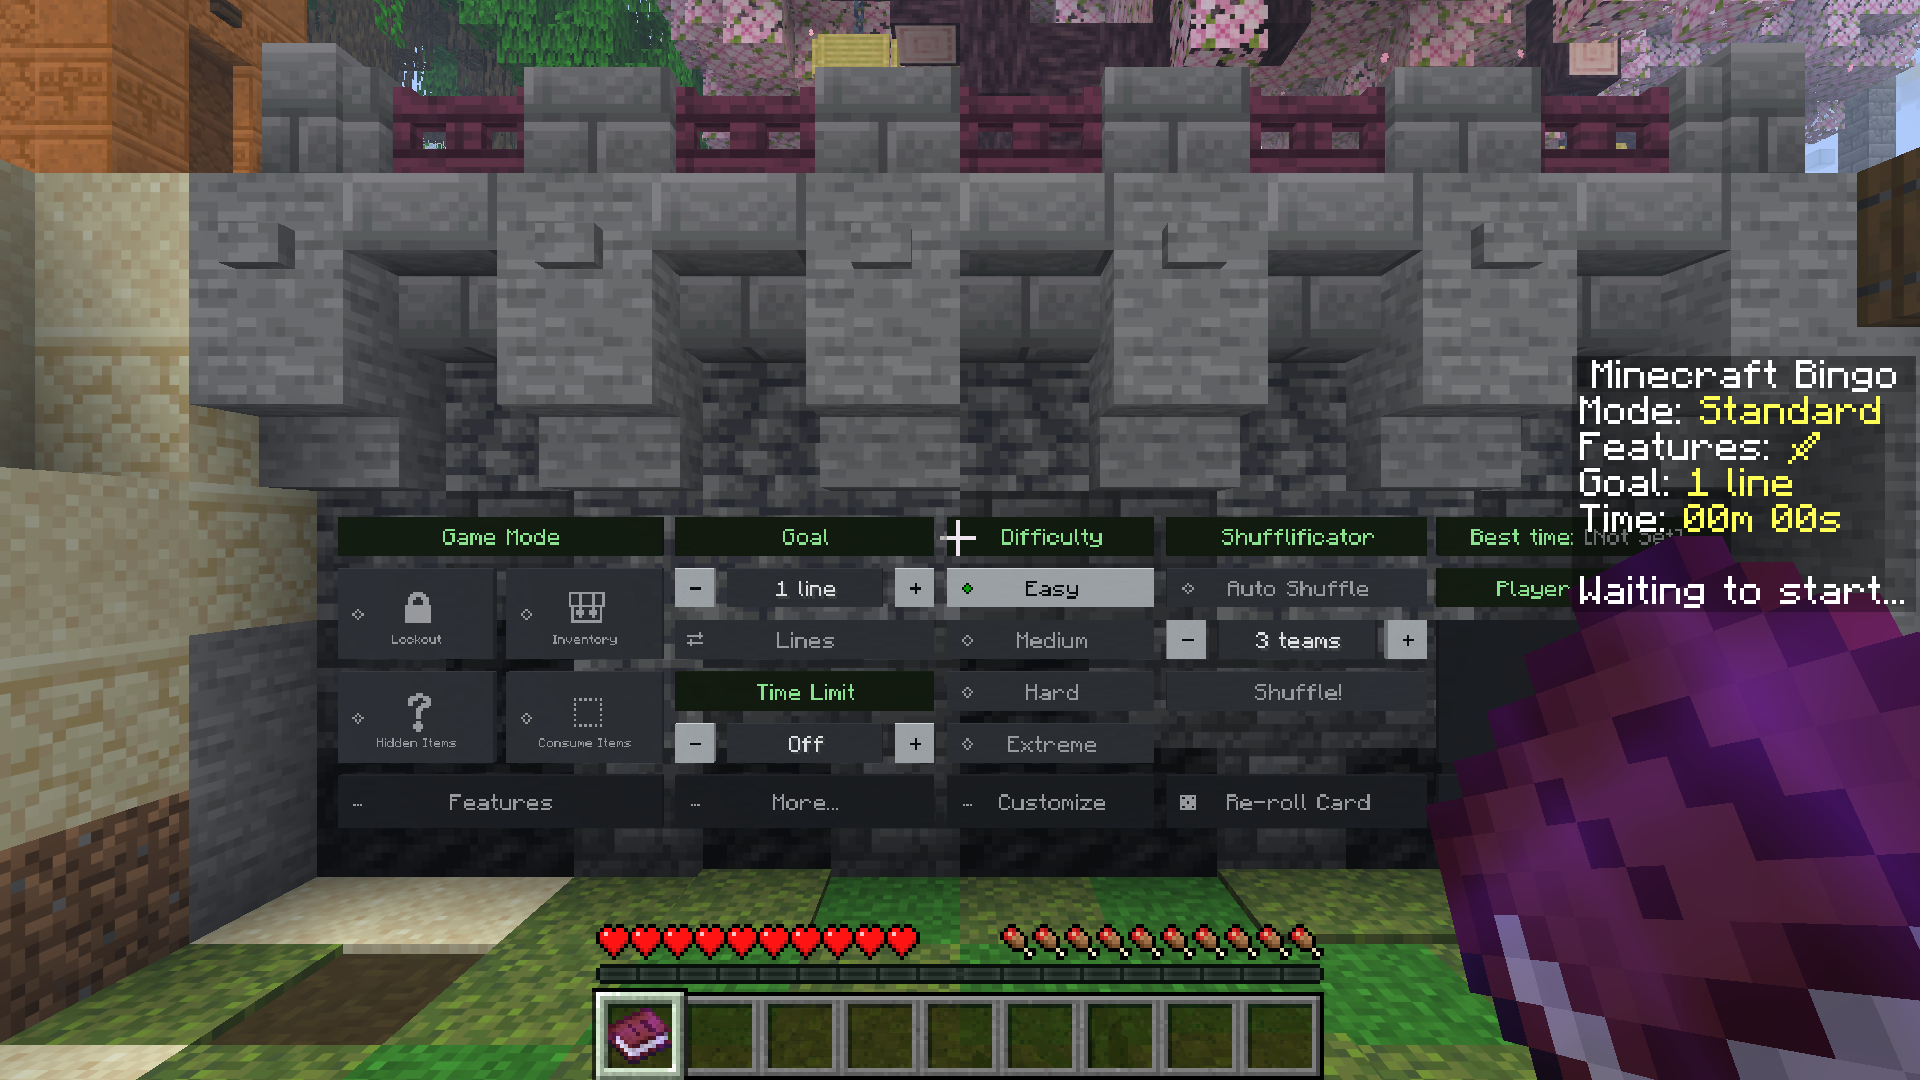 Minecraft Bingo
Mode: Standard
Features:
Goal: 1 line
Time: 00m 00s
Waiting to start...
Game Mode
Lockout
Inventory
Hidden Items
Consume Items
Features
Goal
- 1 line +
Lines
Time Limit
- Off +
More...
Difficulty
Easy
Medium
Hard
Extreme
Customize
Shufflificator
Auto Shuffle
- 3 teams +
Shuffle!
Re-roll Card
Best time: [Not Set]
Player